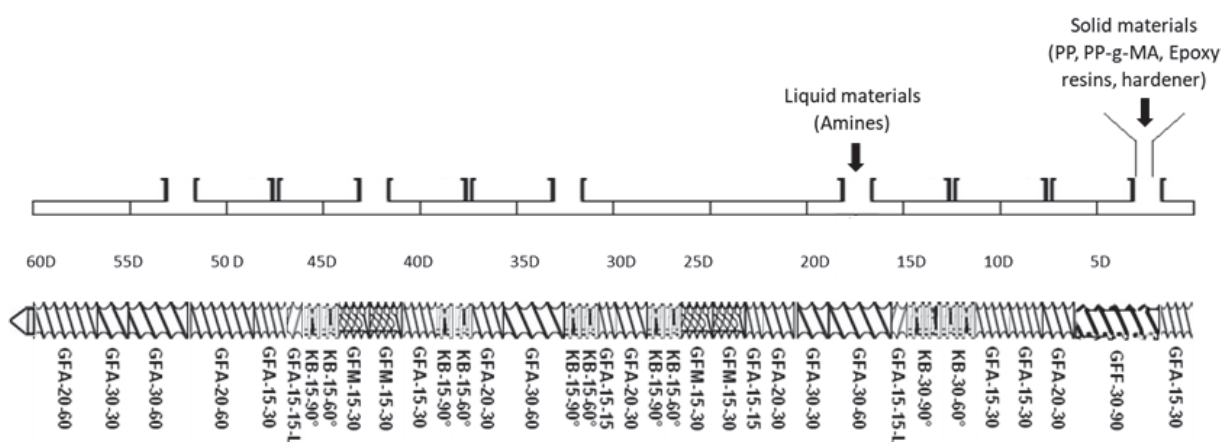 Solid materials
(PP, PP-g-MA, Epoxy
resins, hardener)
Liquid materials
(Amines)
60D
55D
50 D
45D
40D
35D
30D
25D
20D
15D
10D
5D
GFA-20-60
GFA-30-30
GFA-30-60
GFA-20-60
GFA-15-30
GFA-15-15-L
KB-15-90°
KB-15-60°
GFM-15-30
GFM-15-30
GFA-15-30
KB-15-90°
KB-15-60°
GFA-20-30
GFA-30-60
KB-15-90°
KB-15-60°
GFA-15-15
GFA-20-30
KB-15-90°
KB-15-60°
GFM-15-30
GFM-15-30
GFA-15-15
GFA-20-30
GFA-30-30
GFA-30-60
GFA-15-15-L
KB-30-90°
KB-30-60°
GFA-15-30
GFA-15-30
GFA-20-30
GFF-30-90
GFA-15-30